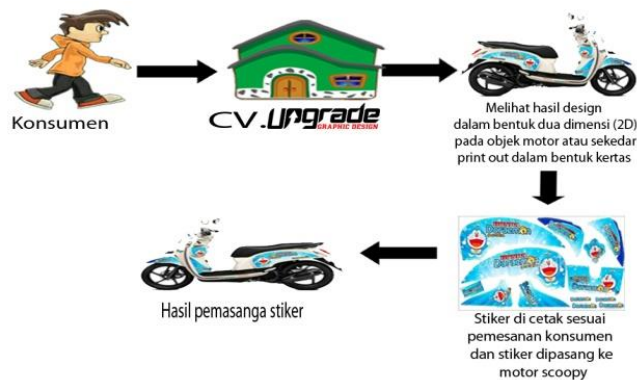 Konsumen
CV.Upgrade
GRAPHIC DESIGN
Melihat hasil design
dalam bentuk dua dimensi (2D)
pada objek motor atau sekedar
print out dalam bentuk kertas
Hasil pemasanga stiker
Stiker di cetak sesuai
pemesanan konsumen
dan stiker dipasang ke
motor scoopy